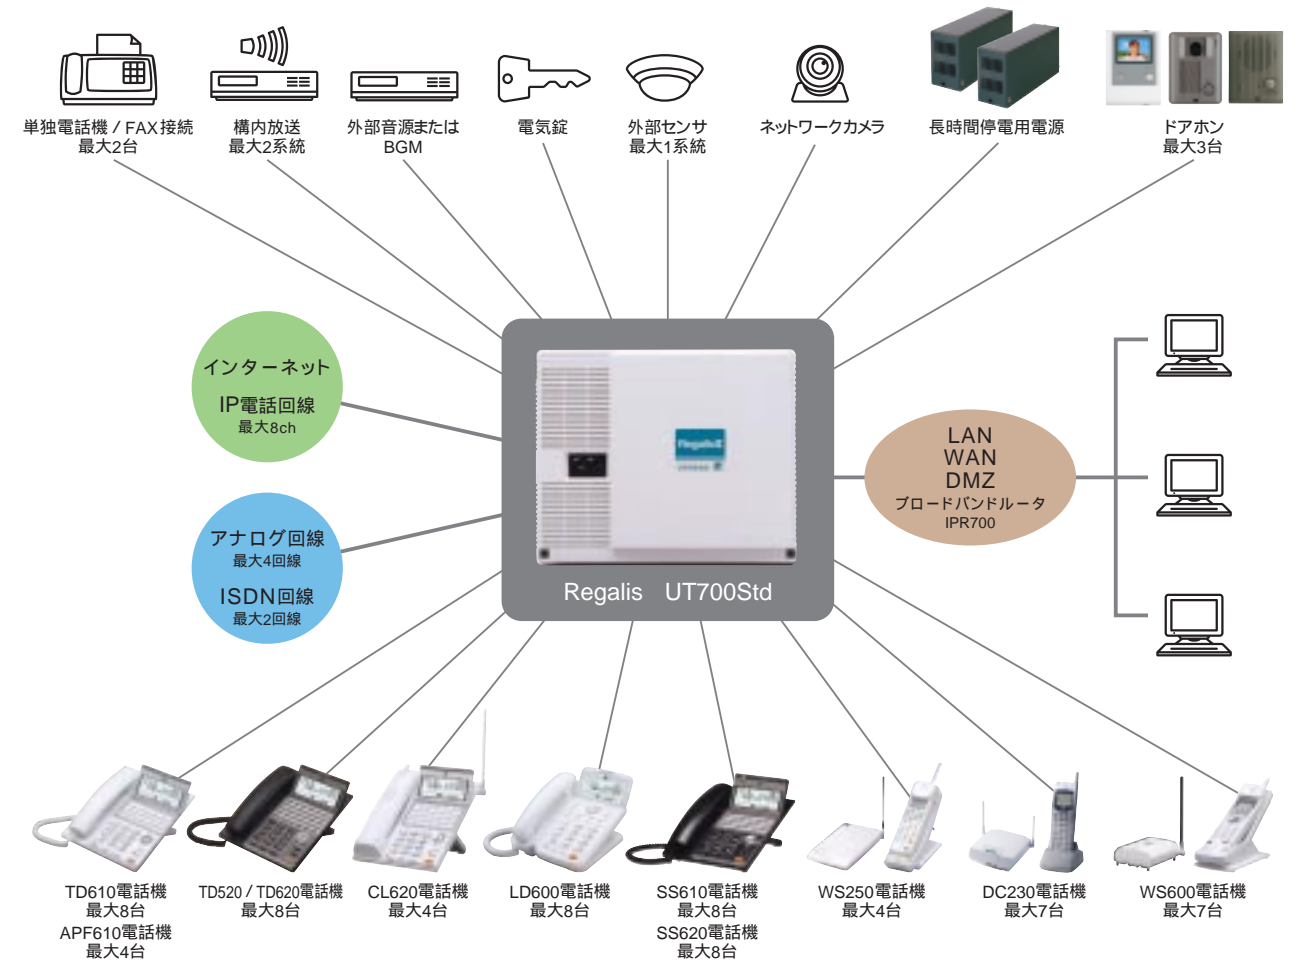 単独電話機 / FAX接続
最大2台
構内放送
最大2系統
外部音源または
BGM
電気錠
外部センサ
最大1系統
ネットワークカメラ
長時間停電用電源
ドアホン
最大3台
インターネット
IP電話回線
最大8ch
アナログ回線
最大4回線
ISDN回線
最大2回線
Regalis
Regalis UT700Std
LAN
WAN
DMZ
ブロードバンドルータ
IPR700
TD610電話機
最大8台
APF610電話機
最大4台
TD520 / TD620電話機
最大8台
CL620電話機
最大4台
LD600電話機
最大8台
SS610電話機
最大8台
SS620電話機
最大8台
WS250電話機
最大4台
DC230電話機
最大7台
WS600電話機
最大7台